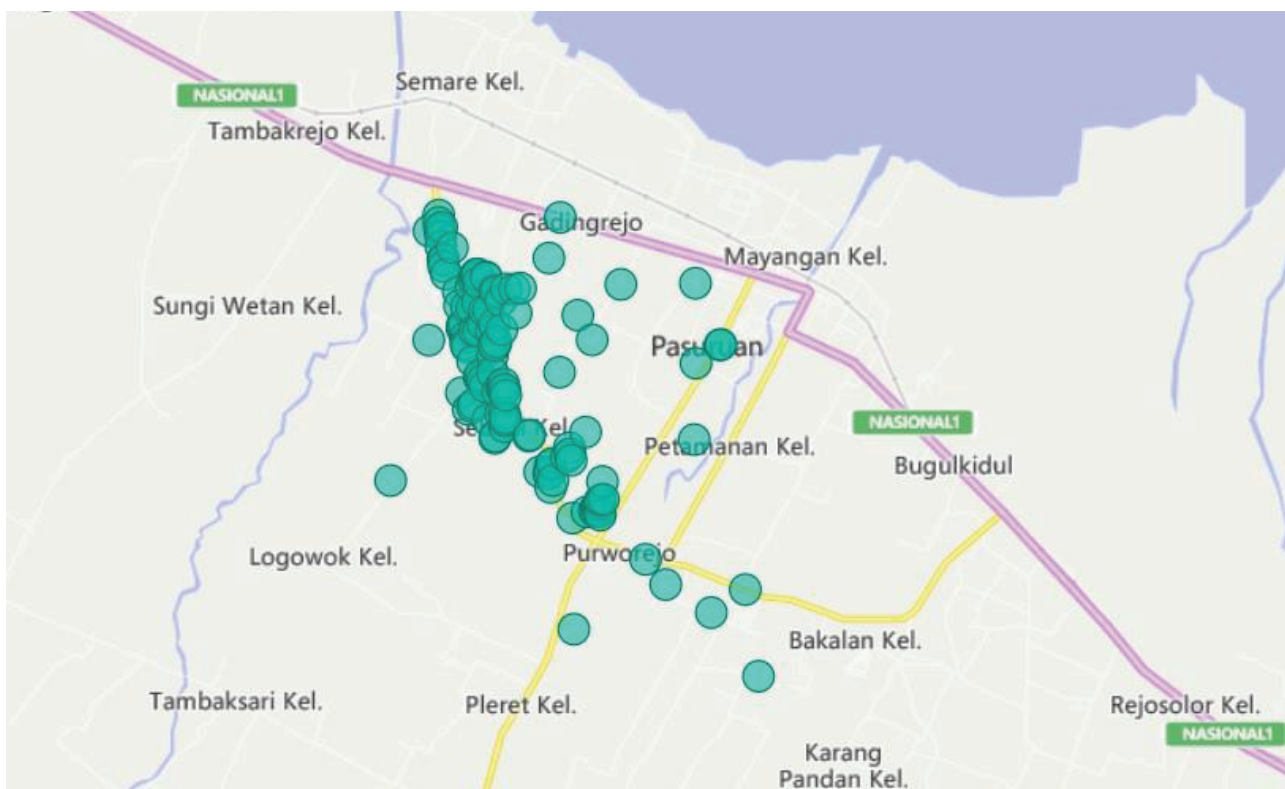 Semare Kel.
NASIONAL1
Tambakrejo Kel.
Gadingrejo
Mayangan Kel.
Sungi Wetan Kel.
Pasuruan
NASIONAL1
Kel.
Petamanan Kel.
Bugulkidul
Logowok Kel.
Purworejo
Bakalan Kel.
Tambaksari Kel.
Pleret Kel.
Rejosolor Kel.
NASIONAL1
Karang
Pandan Kel.